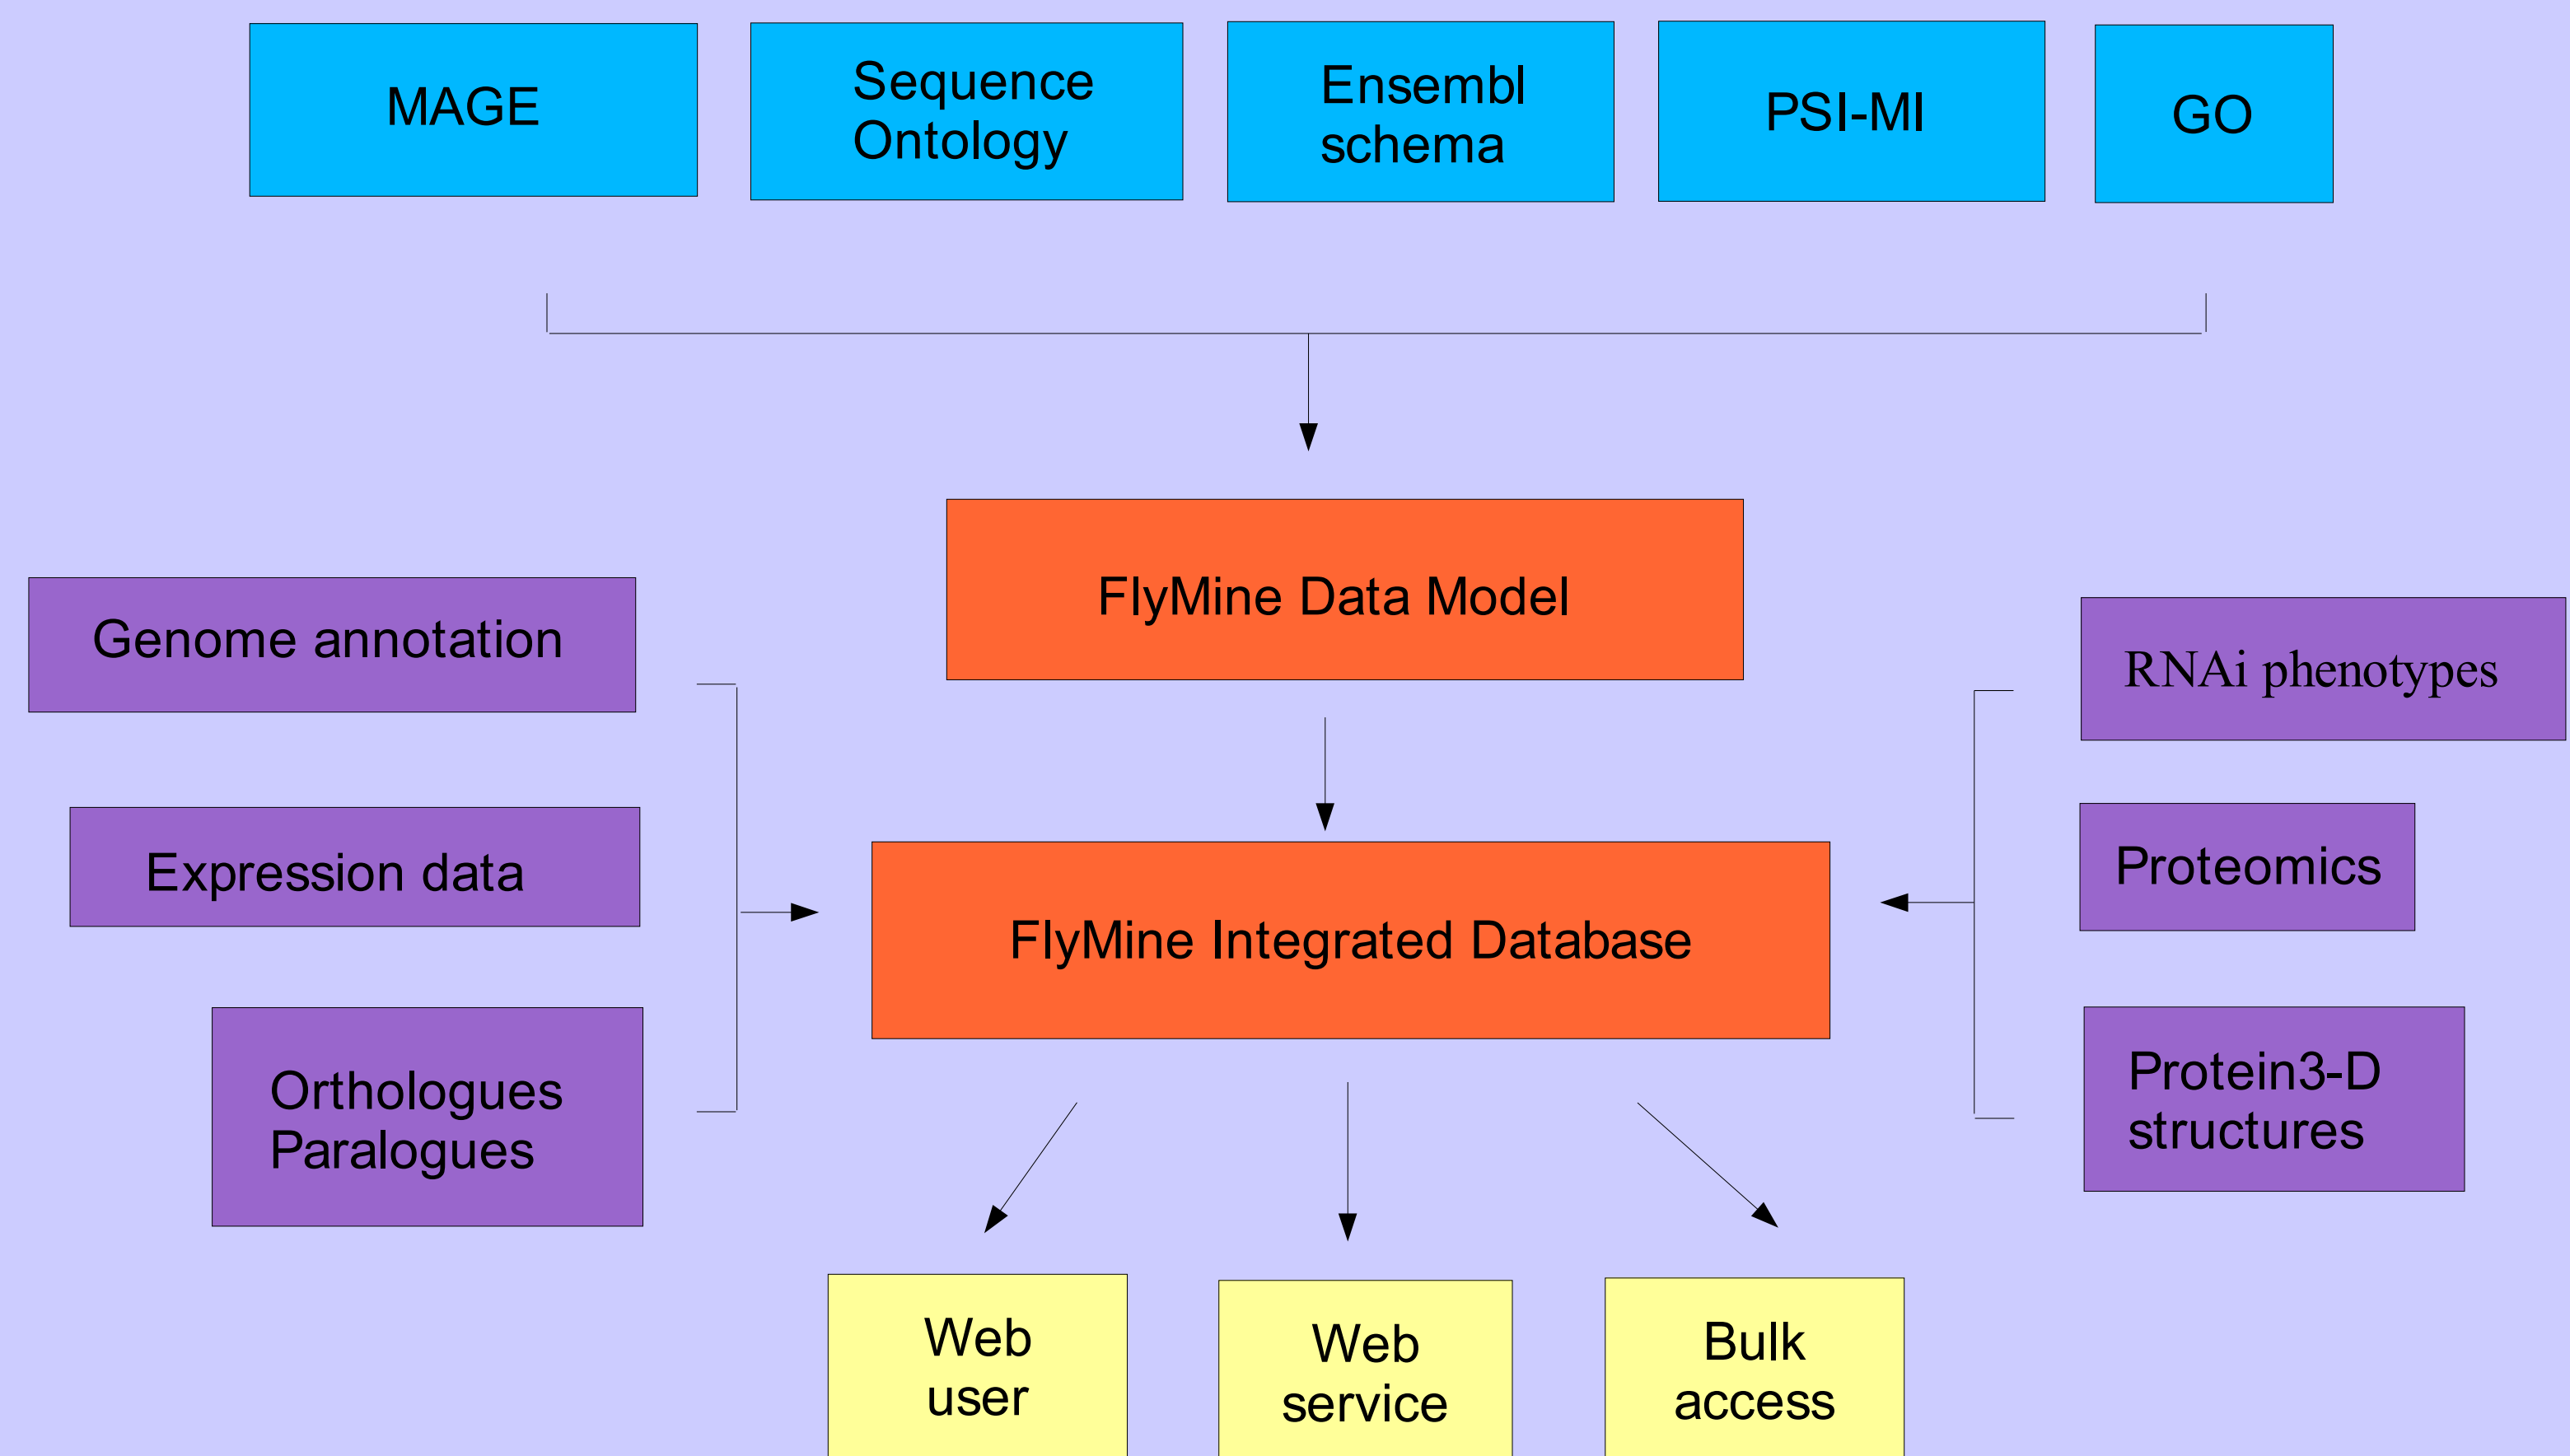 MAGE
Sequence
Ontology
Ensembl
schema
PSI-MI
GO
FlyMine Data Model
Genome annotation
RNAi phenotypes
Expression data
Proteomics
FlyMine Integrated Database
Orthologues
Paralogues
Protein3-D
structures
Web
user
Web
service
Bulk
access